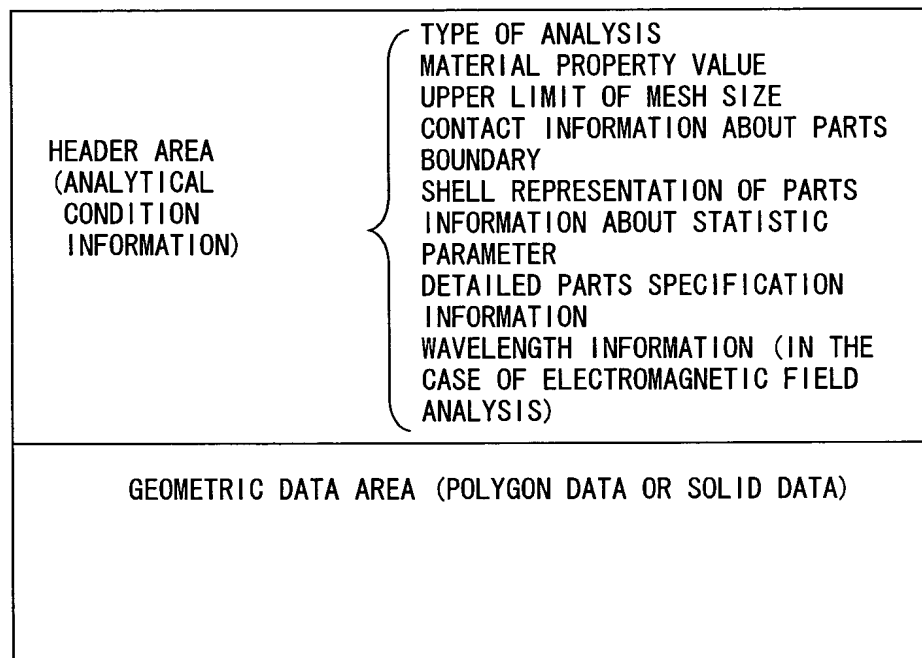 HEADER AREA
(ANALYTICAL
CONDITION
INFORMATION)
TYPE OF ANALYSIS
MATERIAL PROPERTY VALUE
UPPER LIMIT OF MESH SIZE
CONTACT INFORMATION ABOUT PARTS
BOUNDARY
SHELL REPRESENTATION OF PARTS
INFORMATION ABOUT STATISTIC
PARAMETER
DETAILED PARTS SPECIFICATION
INFORMATION
WAVELENGTH INFORMATION (IN THE
CASE OF ELECTROMAGNETIC FIELD
ANALYSIS)
GEOMETRIC DATA AREA (POLYGON DATA OR SOLID DATA)